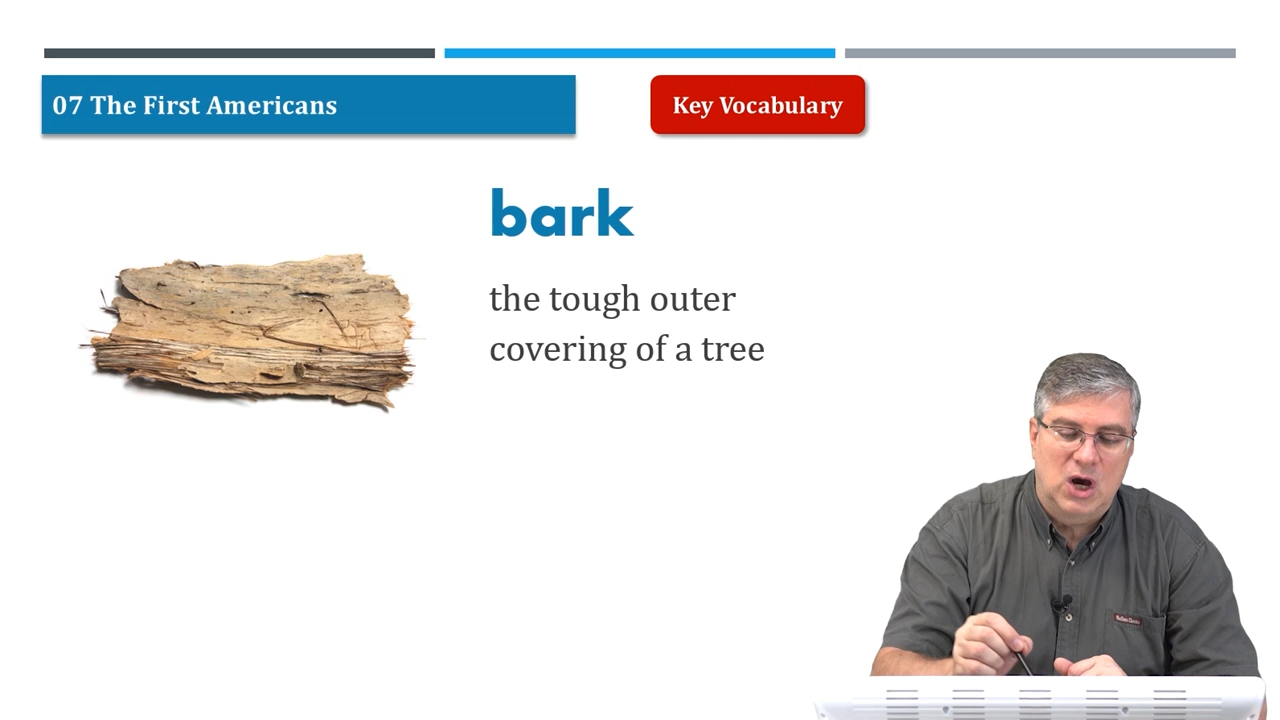 07 The First Americans
Key Vocabulary
bark
the tough outer
covering of a tree